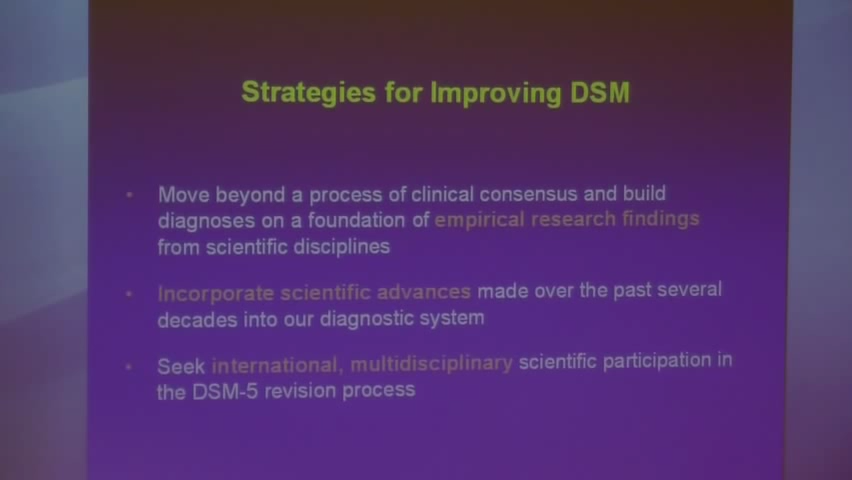 Strategies for Improving DSM
• Move beyond a process of clinical consensus and build
diagnoses on a foundation of empirical research findings
from scientific disciplines
• Incorporate scientific advances made over the past several
decades into our diagnostic system
• Seek international, multidisciplinary scientific participation in
the DSM-5 revision process